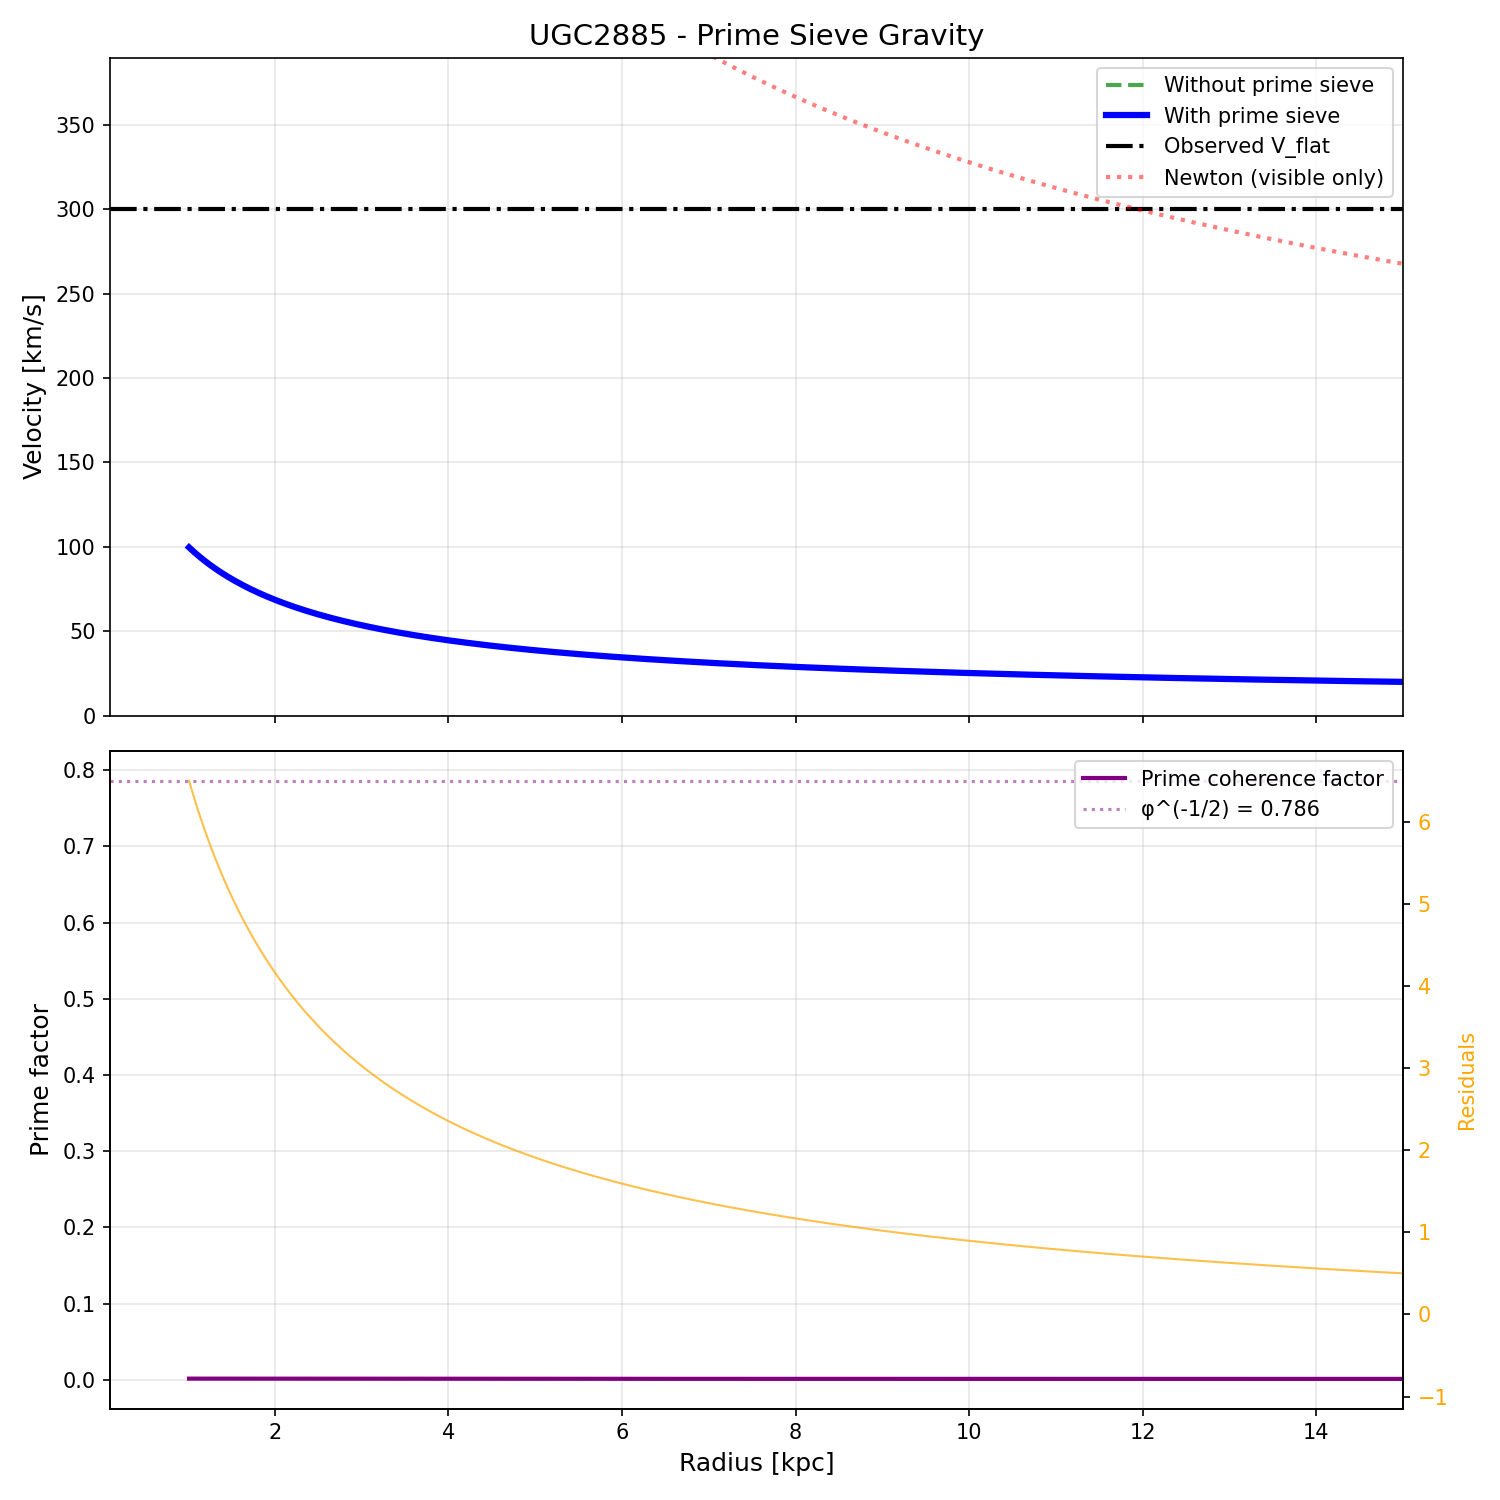 UGC2885 - Prime Sieve Gravity
Velocity [km/s]
350
300
250
200
150
100
50
0
Without prime sieve
With prime sieve
Observed V_flat
Newton (visible only)
Prime factor
0.8
0.7
0.6
0.5
0.4
0.3
0.2
0.1
0.0
Prime coherence factor
φ^(-1/2) = 0.786
6
5
4
3
2
1
0
−1
Residuals
2 4 6 8 10 12 14
Radius [kpc]